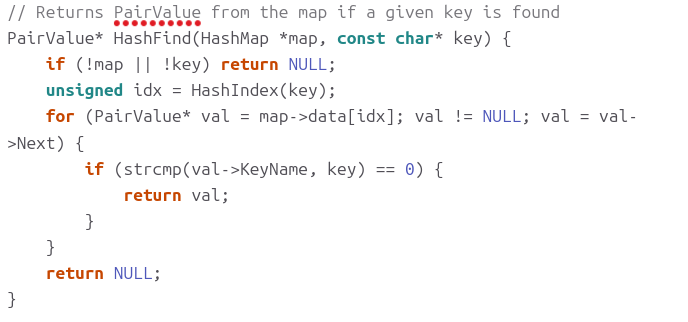 // Returns PairValue from the map if a given key is found
PairValue* HashFind(HashMap *map, const char* key) {
    if (!map || !key) return NULL;
    unsigned idx = HashIndex(key);
    for (PairValue* val = map->data[idx]; val != NULL; val = val-
>Next) {
        if (strcmp(val->KeyName, key) == 0) {
            return val;
        }
    }
    return NULL;
}